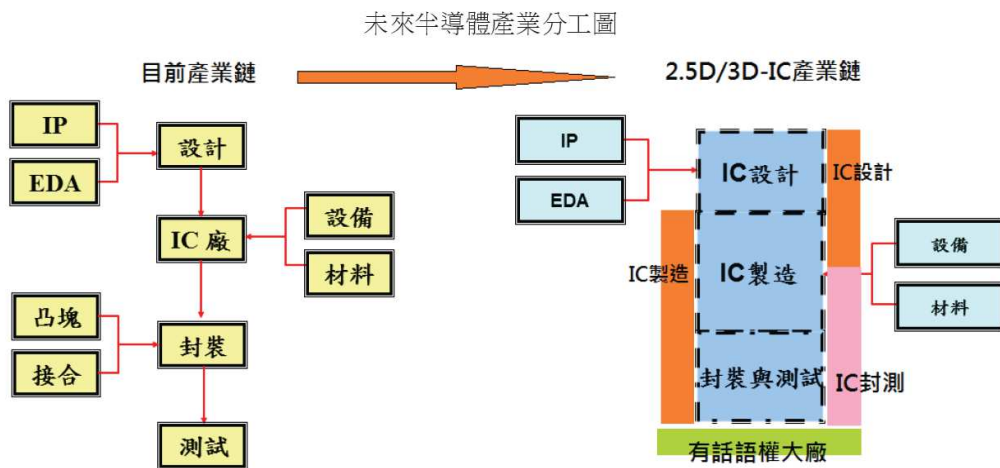 未來半導體產業分工圖
目前產業鏈
2.5D/3D-IC產業鏈
IP
EDA
設計
IC 廠
設備
材料
凸塊
接合
封裝
測試
IP
EDA
IC設計
IC設計
IC製造
IC製造
設備
材料
封裝與測試
IC封測
有話語權大廠